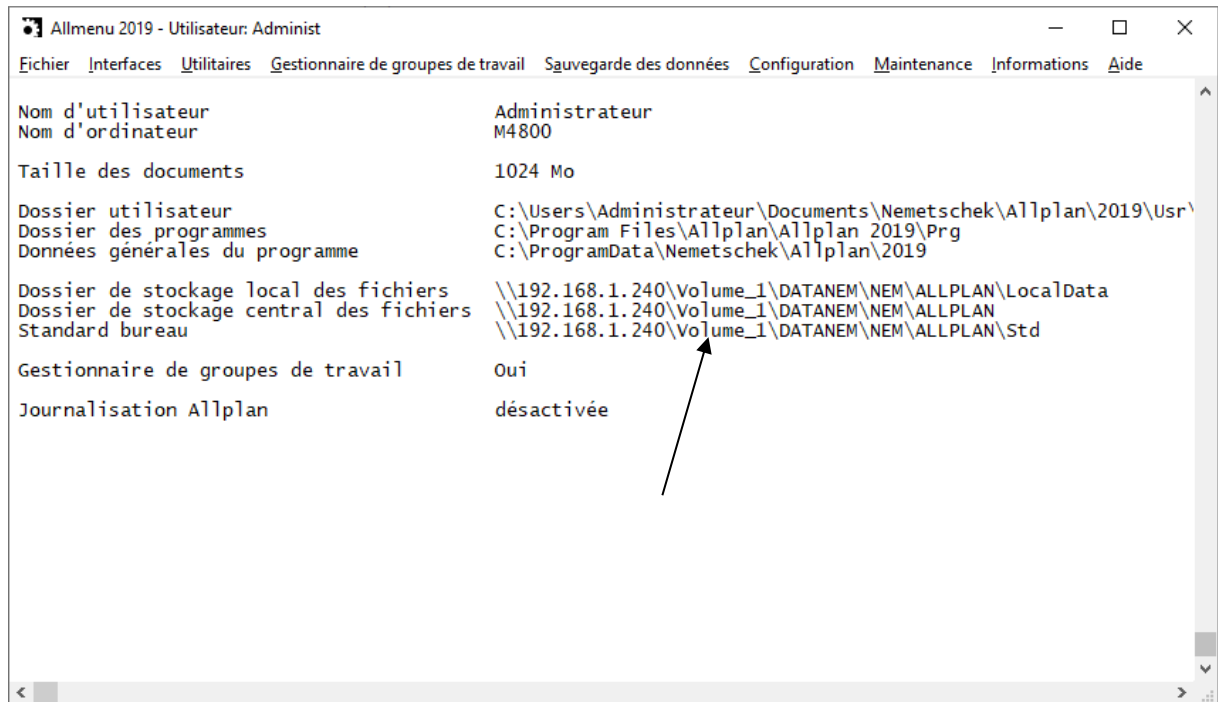 Allmenu 2019 - Utilisateur: Administ
Fichier Interfaces Utilitaires Gestionnaire de groupes de travail Sauvegarde des données Configuration Maintenance Informations Aide
Nom d'utilisateur Administrateur
Nom d'ordinateur M4800
Taille des documents 1024 Mo
Dossier utilisateur C:\Users\Administrateur\Documents\Nemetschek\Allplan\2019\Usr\
Dossier des programmes C:\Program Files\Allplan\Allplan 2019\Prg
Données générales du programme C:\ProgramData\Nemetschek\Allplan\2019
Dossier de stockage local des fichiers \\192.168.1.240\Volume_1\DATANEM\NEM\ALLPLAN\LocalData
Dossier de stockage central des fichiers \\192.168.1.240\Volume_1\DATANEM\NEM\ALLPLAN
Standard bureau \\192.168.1.240\Volume_1\DATANEM\NEM\ALLPLAN\Std
Gestionnaire de groupes de travail Oui
Journalisation Allplan désactivée